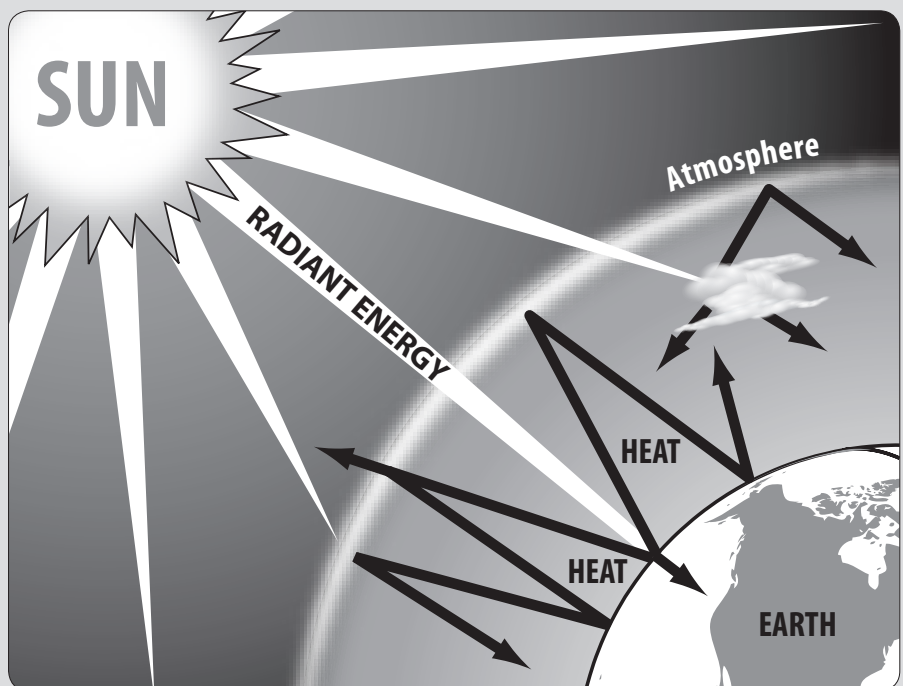 SUN
Atmosphere
RADIANT ENERGY
HEAT
HEAT
EARTH